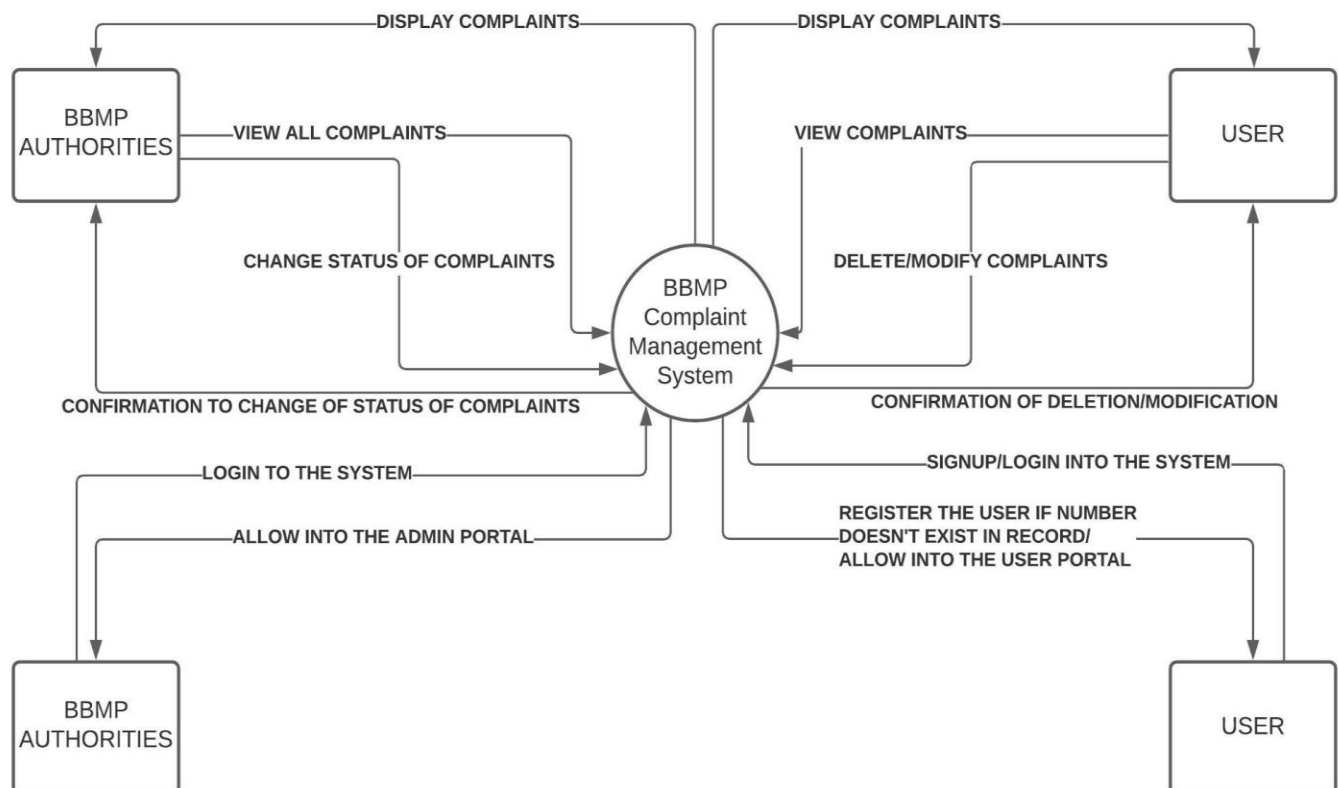 DISPLAY COMPLAINTS
DISPLAY COMPLAINTS
BBMP
AUTHORITIES
VIEW ALL COMPLAINTS
VIEW COMPLAINTS
USER
CHANGE STATUS OF COMPLAINTS
DELETE/MODIFY COMPLAINTS
BBMP
Complaint
Management
System
CONFIRMATION TO CHANGE OF STATUS OF COMPLAINTS
CONFIRMATION OF DELETION/MODIFICATION
LOGIN TO THE SYSTEM
SIGNUP/LOGIN INTO THE SYSTEM
ALLOW INTO THE ADMIN PORTAL
REGISTER THE USER IF NUMBER
DOESN'T EXIST IN RECORD/
ALLOW INTO THE USER PORTAL
BBMP
AUTHORITIES
USER